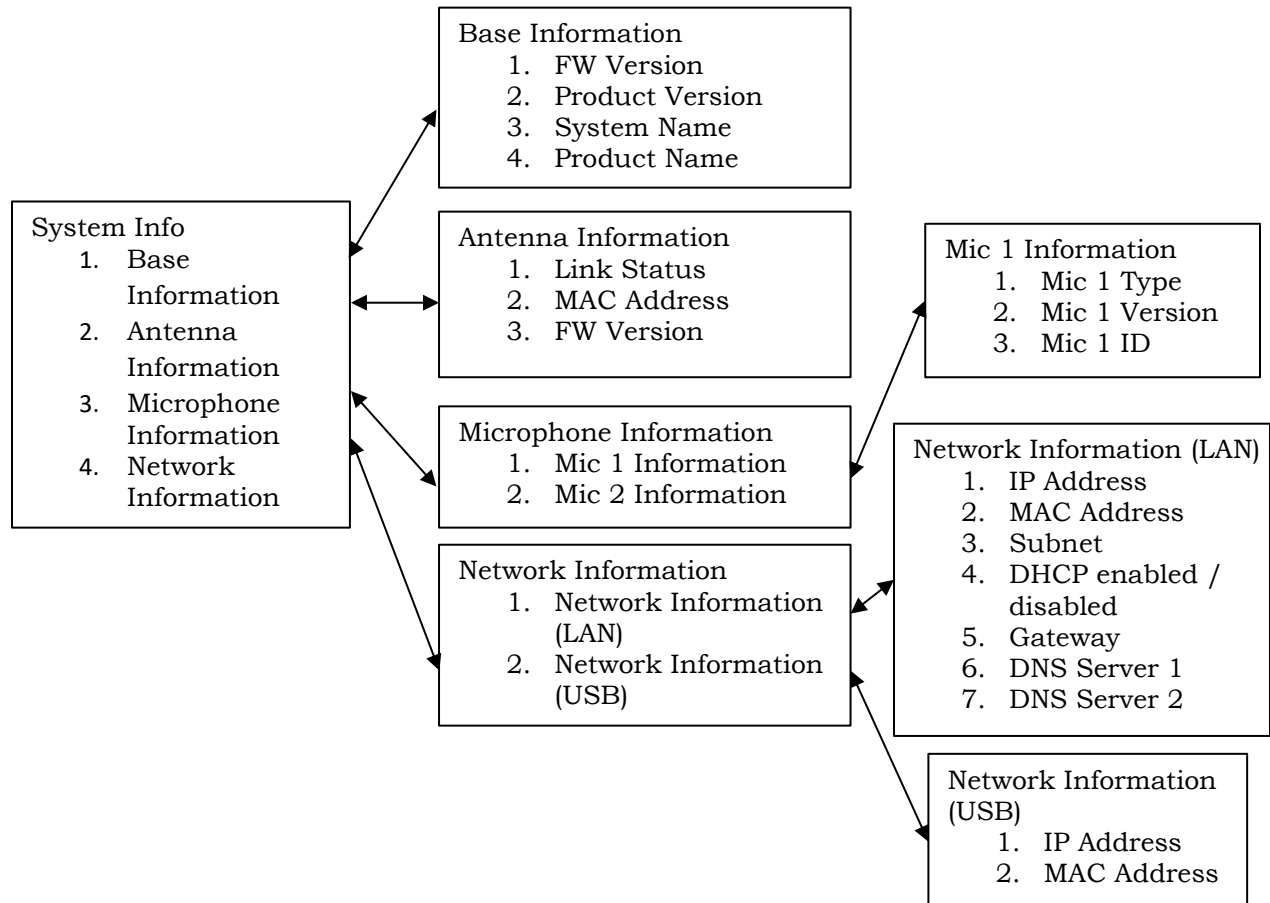 System Info
1. Base
Information
2. Antenna
Information
3. Microphone
Information
4. Network
Information
Base Information
1. FW Version
2. Product Version
3. System Name
4. Product Name
Antenna Information
1. Link Status
2. MAC Address
3. FW Version
Microphone Information
1. Mic 1 Information
2. Mic 2 Information
Network Information
1. Network Information
(LAN)
2. Network Information
(USB)
Mic 1 Information
1. Mic 1 Type
2. Mic 1 Version
3. Mic 1 ID
Network Information (LAN)
1. IP Address
2. MAC Address
3. Subnet
4. DHCP enabled /
disabled
5. Gateway
6. DNS Server 1
7. DNS Server 2
Network Information
(USB)
1. IP Address
2. MAC Address